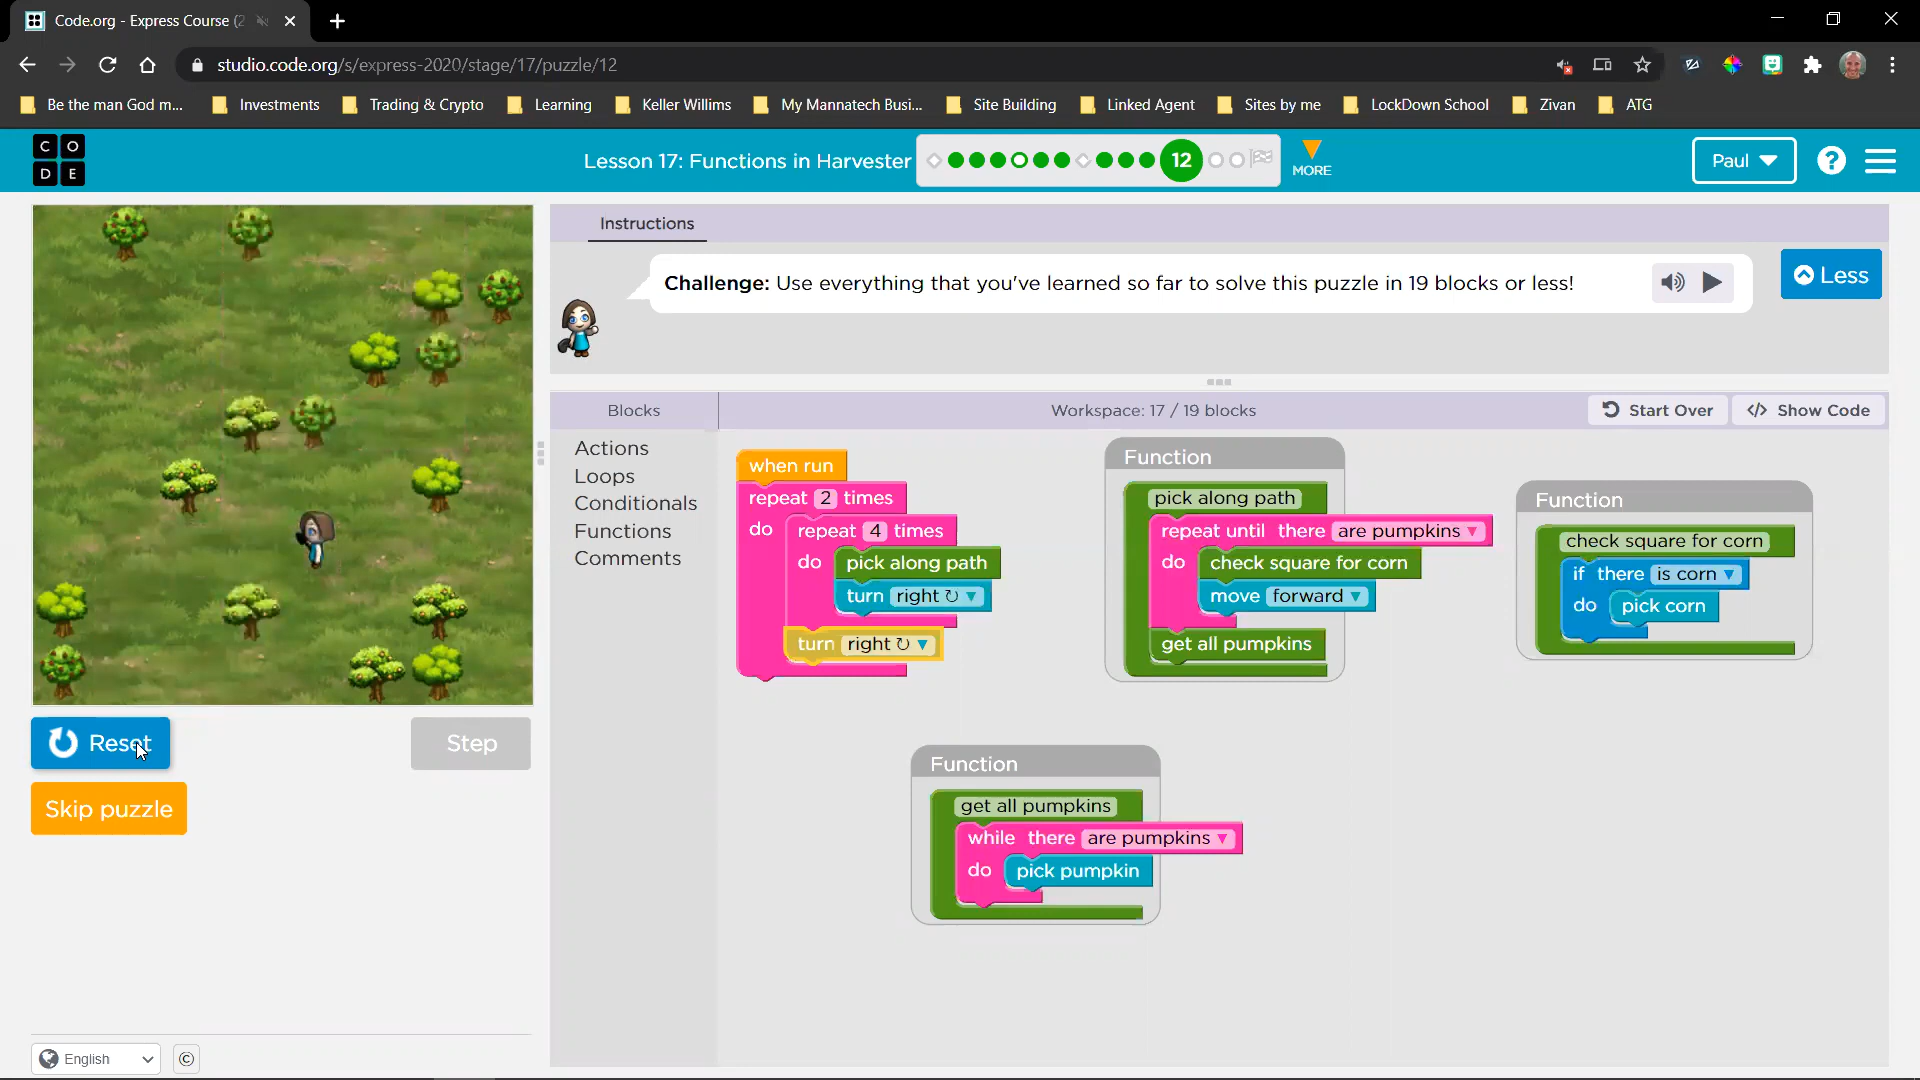 Code.org - Express Course (2
studio.code.org/s/express-2020/stage/17/puzzle/12
Be the man God m...
Investments
Trading & Crypto
Learning
Keller Willims
My Mannatech Busi...
Site Building
Linked Agent
Sites by me
LockDown School
Zivan
ATG
C O
D E
Lesson 17: Functions in Harvester
12
MORE
Paul
?
Instructions
Challenge: Use everything that you've learned so far to solve this puzzle in 19 blocks or less!
Less
Blocks
Workspace: 17 / 19 blocks
Start Over
</> Show Code
Actions
Loops
Conditionals
Functions
Comments
when run
repeat 2 times
do repeat 4 times
do pick along path
turn right ↻ ▼
turn right ↻ ▼
Function
pick along path
repeat until there are pumpkins ▼
do check square for corn
move forward ▼
get all pumpkins
Function
check square for corn
if there is corn ▼
do pick corn
Function
get all pumpkins
while there are pumpkins ▼
do pick pumpkin
Reset
Step
Skip puzzle
English
©